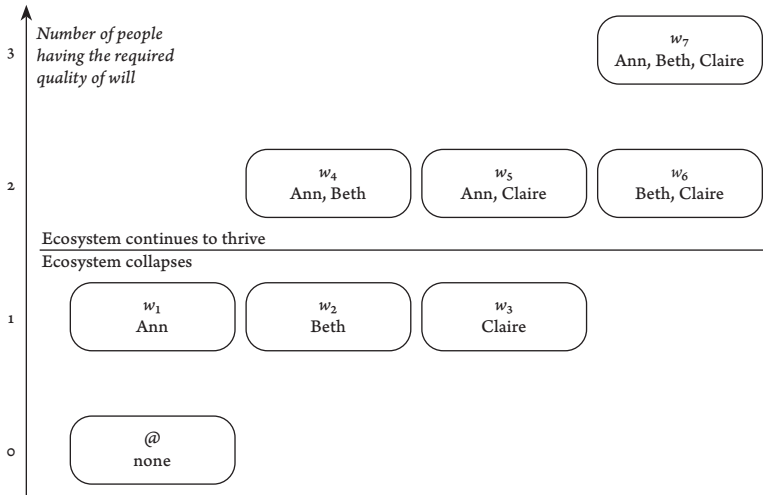 3
Number of people
having the required
quality of will
w₇
Ann, Beth, Claire
2
w₄
Ann, Beth
w₅
Ann, Claire
w₆
Beth, Claire
Ecosystem continues to thrive
Ecosystem collapses
1
w₁
Ann
w₂
Beth
w₃
Claire
0
@
none